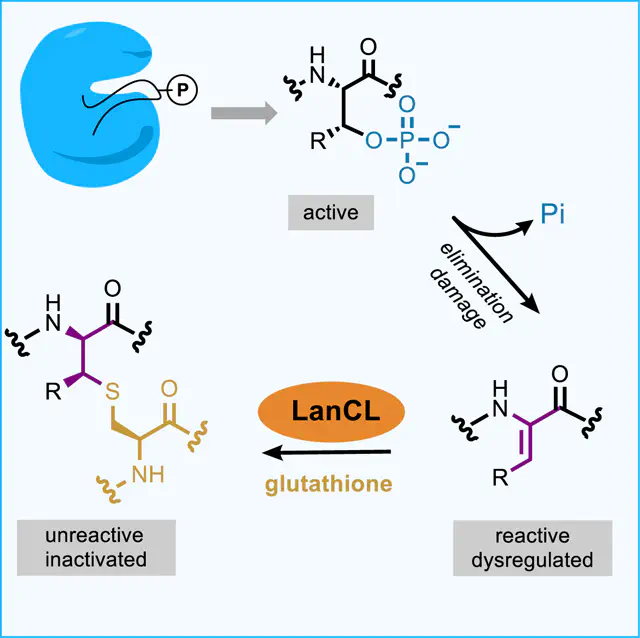 P
H
N
O
R
O
P
O
O
O
active
Pi
elimination
damage
H
N
O
R
S
O
NH
LanCL
glutathione
H
N
O
R
unreactive
inactivated
reactive
dysregulated